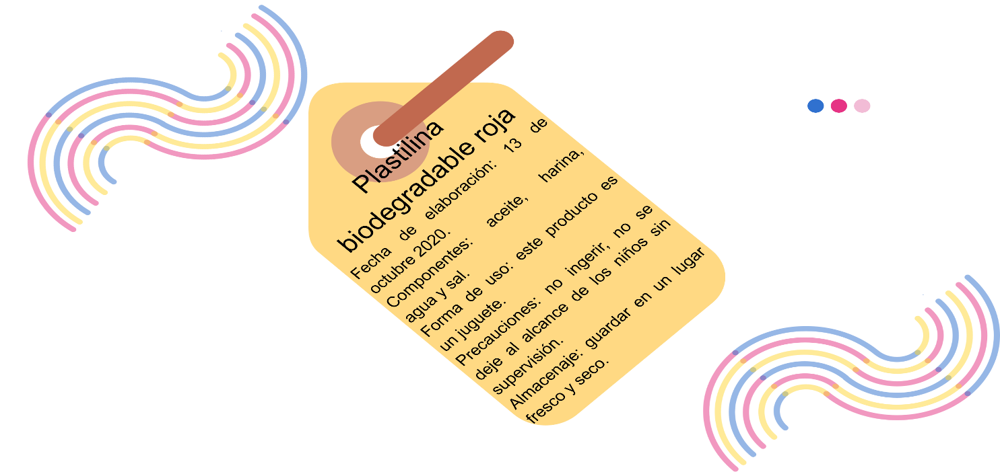 Plastilina
biodegradable roja
Fecha de elaboración: 13 de
octubre 2020.
Componentes: aceite, harina,
agua y sal.
Forma de uso: este producto es
un juguete.
Precauciones: no ingerir, no se
deje al alcance de los niños sin
supervisión.
Almacenaje: guardar en un lugar
fresco y seco.